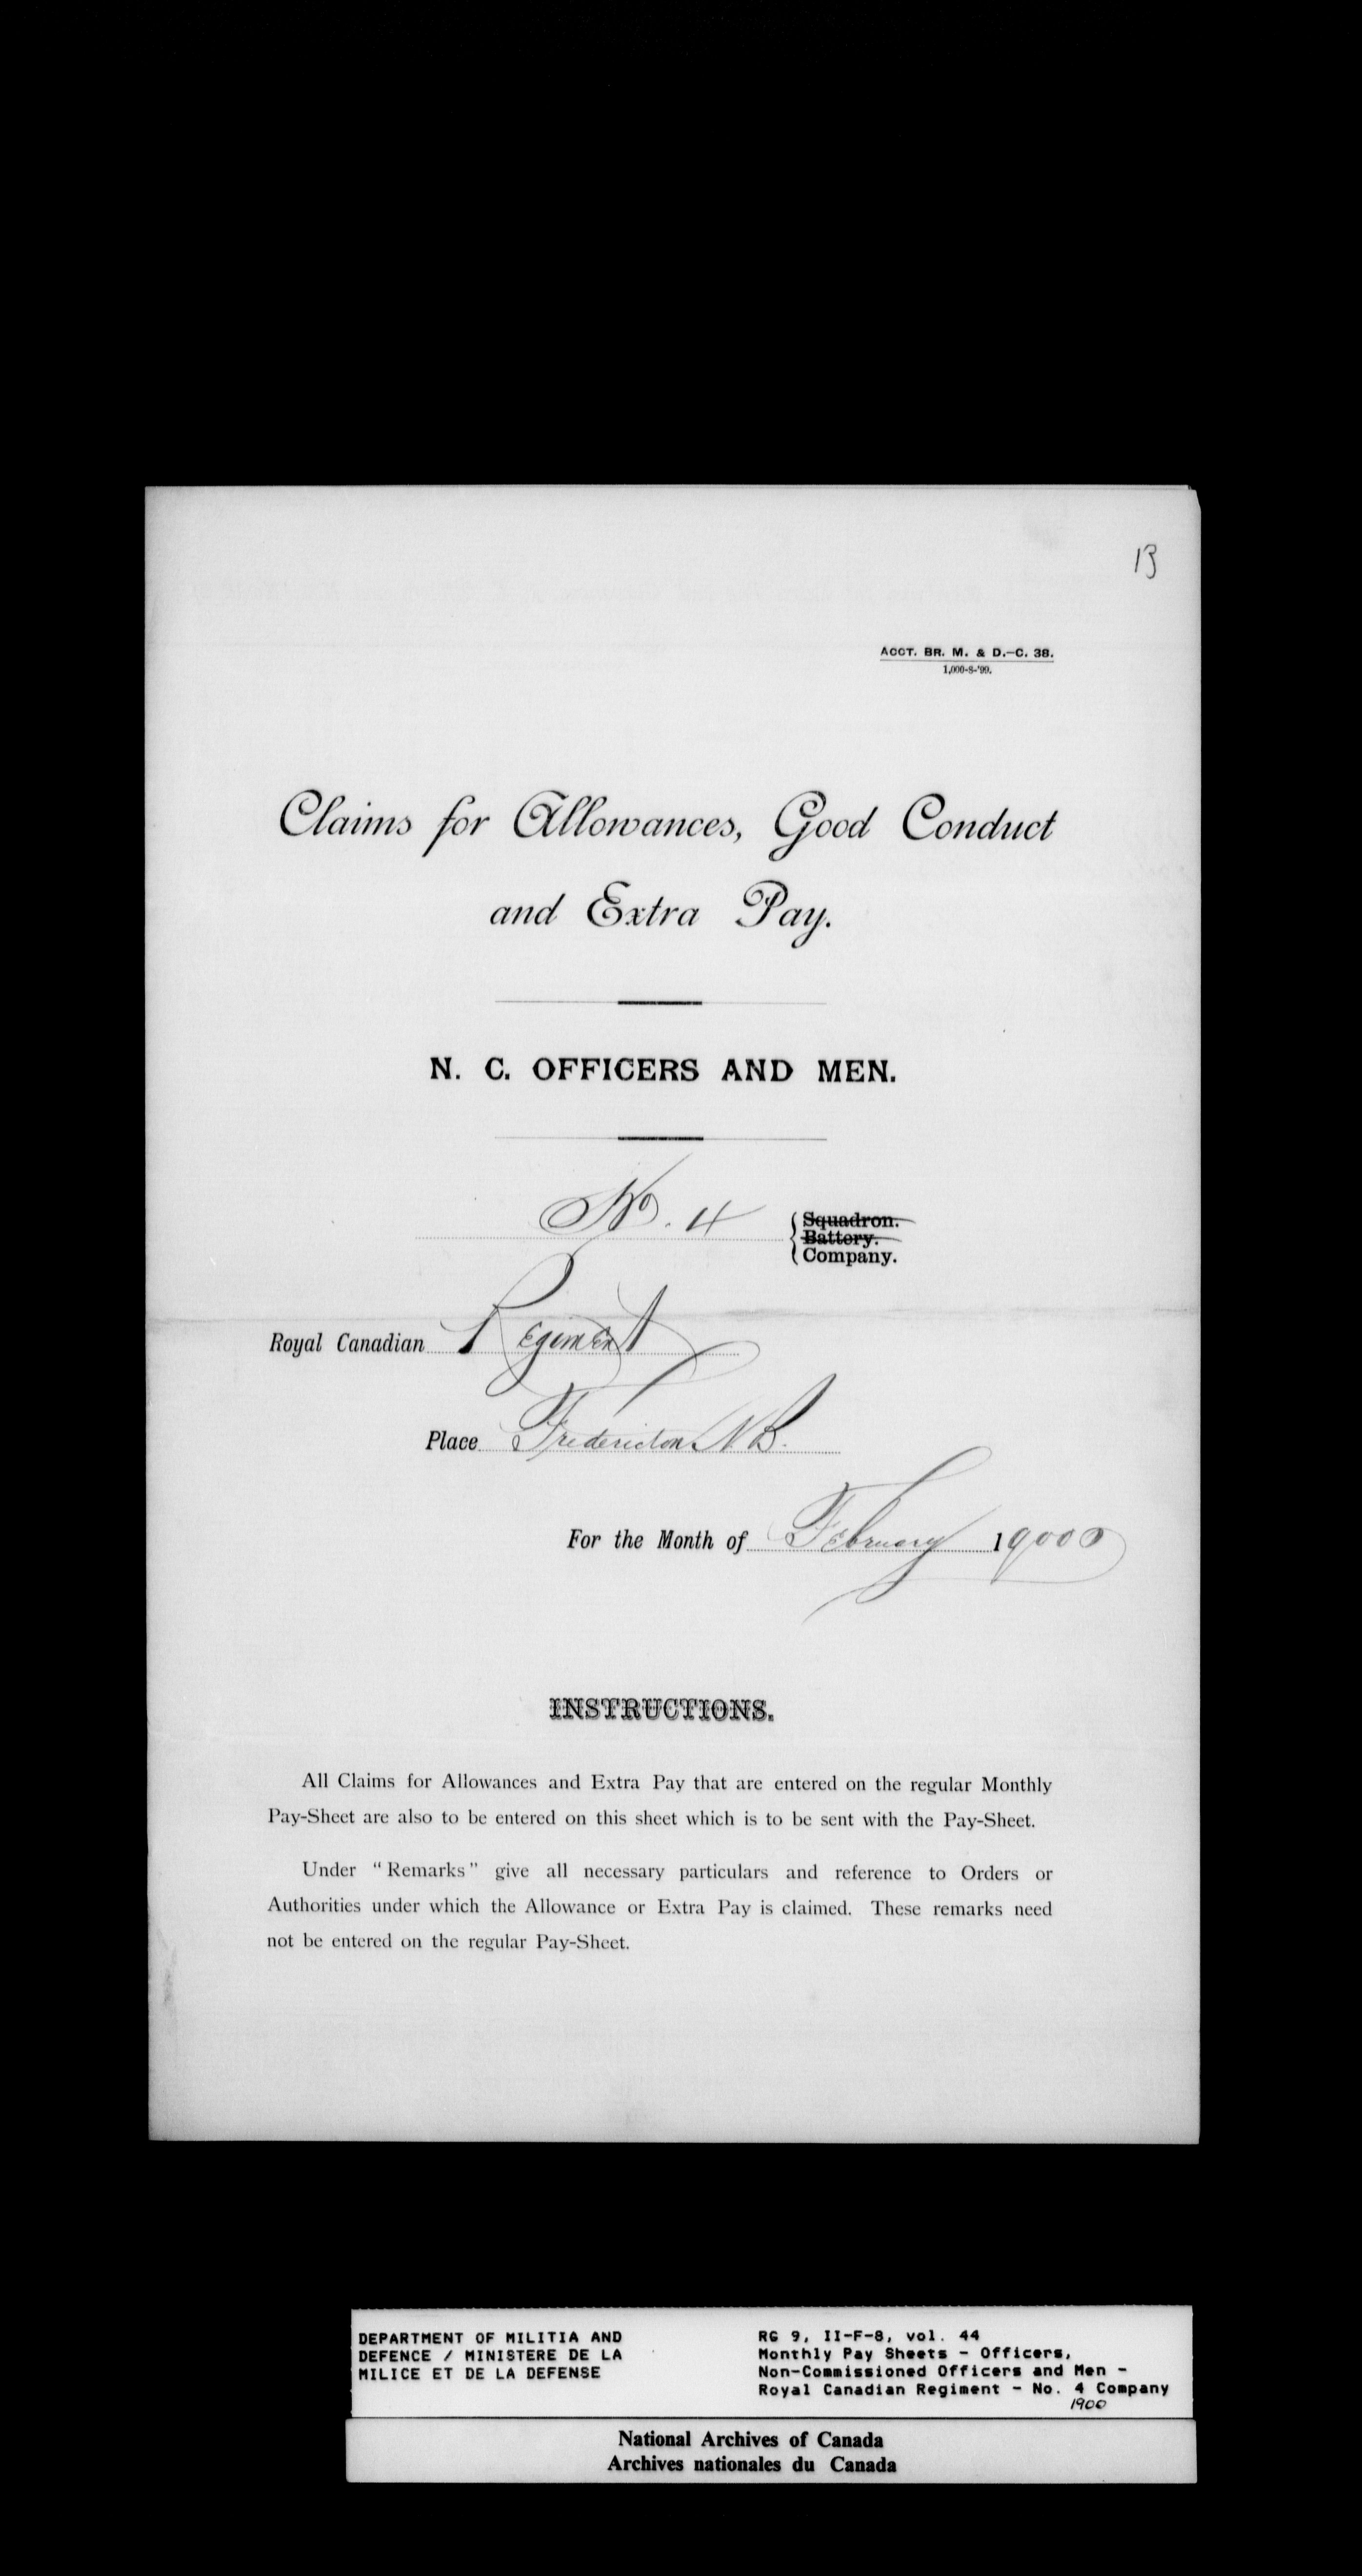 13
ACCT. BR. M. & D.—C. 38.
1,000-8-'99.
Claims for Allowances, Good Conduct
and Extra Pay.
N. C. OFFICERS AND MEN.
No. 4
Squadron.
Battery.
Company.
Royal Canadian Regiment
Place Fredericton N B.
For the Month of February 19000
INSTRUCTIONS.
All Claims for Allowances and Extra Pay that are entered on the regular Monthly
Pay-Sheet are also to be entered on this sheet which is to be sent with the Pay-Sheet.
Under "Remarks" give all necessary particulars and reference to Orders or
Authorities under which the Allowance or Extra Pay is claimed. These remarks need
not be entered on the regular Pay-Sheet.
DEPARTMENT OF MILITIA AND
DEFENCE / MINISTERE DE LA
MILICE ET DE LA DEFENSE
RG 9, II-F-8, vol. 44
Monthly Pay Sheets - Officers,
Non-Commissioned Officers and Men -
Royal Canadian Regiment - No. 4 Company
1900
National Archives of Canada
Archives nationales du Canada